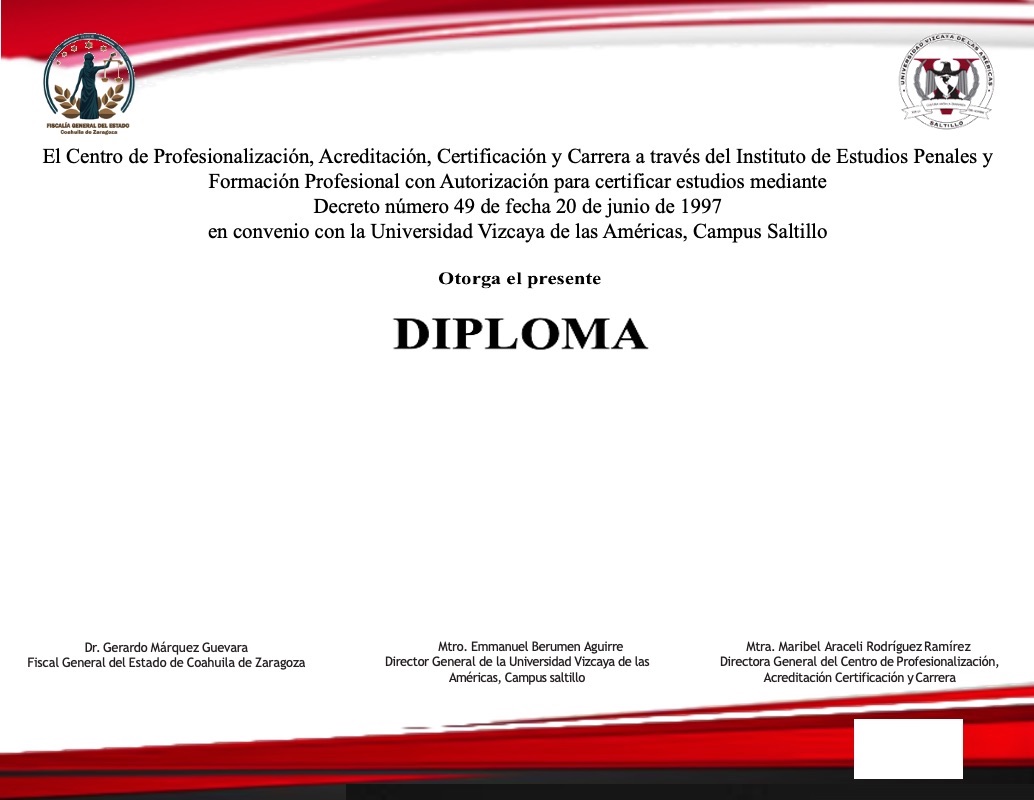 FISCALÍA GENERAL DEL ESTADO
Coahuila de Zaragoza
UNIVERSIDAD VIZCAYA DE LAS AMÉRICAS
SALTILLO
El Centro de Profesionalización, Acreditación, Certificación y Carrera a través del Instituto de Estudios Penales y
Formación Profesional con Autorización para certificar estudios mediante
Decreto número 49 de fecha 20 de junio de 1997
en convenio con la Universidad Vizcaya de las Américas, Campus Saltillo
Otorga el presente
DIPLOMA
Dr. Gerardo Márquez Guevara
Fiscal General del Estado de Coahuila de Zaragoza
Mtro. Emmanuel Berumen Aguirre
Director General de la Universidad Vizcaya de las
Américas, Campus saltillo
Mtra. Maribel Araceli Rodríguez Ramírez
Directora General del Centro de Profesionalización,
Acreditación Certificación y Carrera